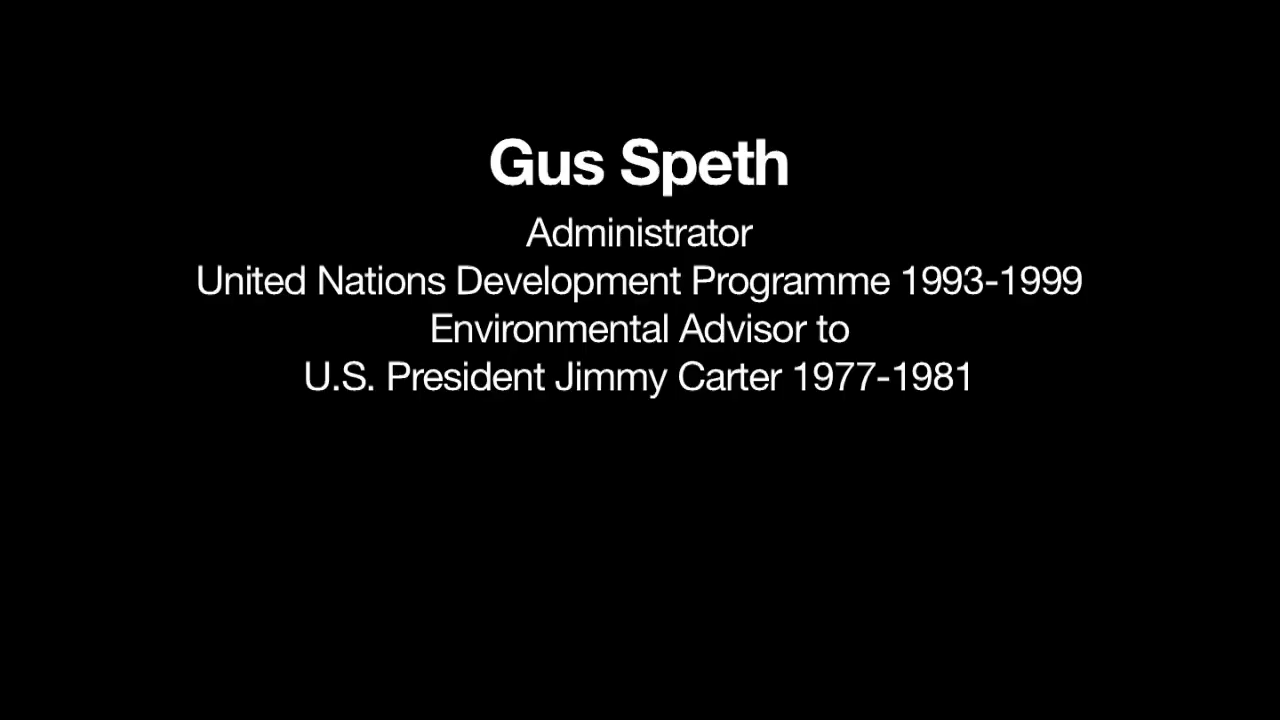 Gus Speth
Administrator
United Nations Development Programme 1993-1999
Environmental Advisor to
U.S. President Jimmy Carter 1977-1981